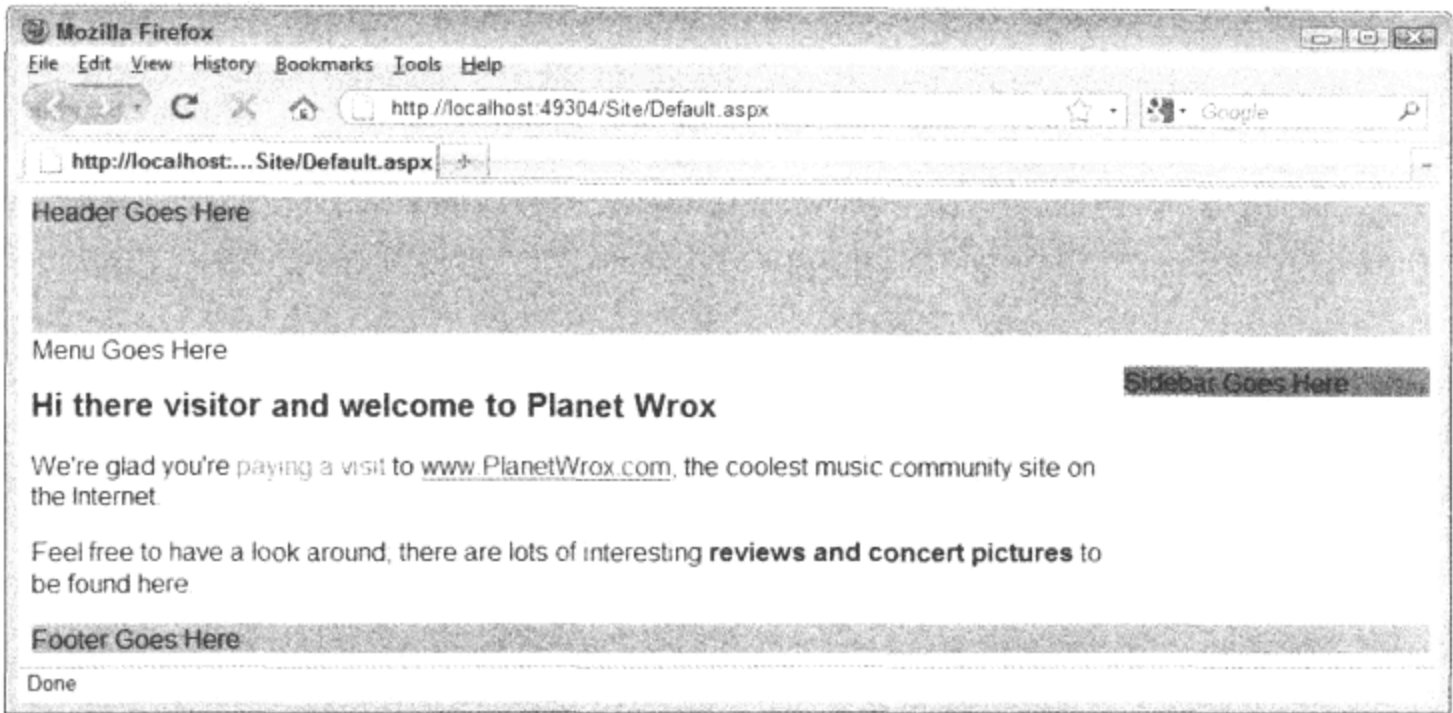 Mozilla Firefox
File Edit View History Bookmarks Tools Help
http://localhost:49304/Site/Default.aspx
Google
http://localhost:...Site/Default.aspx
Header Goes Here
Menu Goes Here
Sidebar Goes Here
Hi there visitor and welcome to Planet Wrox
We're glad you're paying a visit to www.PlanetWrox.com, the coolest music community site on
the Internet.
Feel free to have a look around; there are lots of interesting reviews and concert pictures to
be found here.
Footer Goes Here
Done